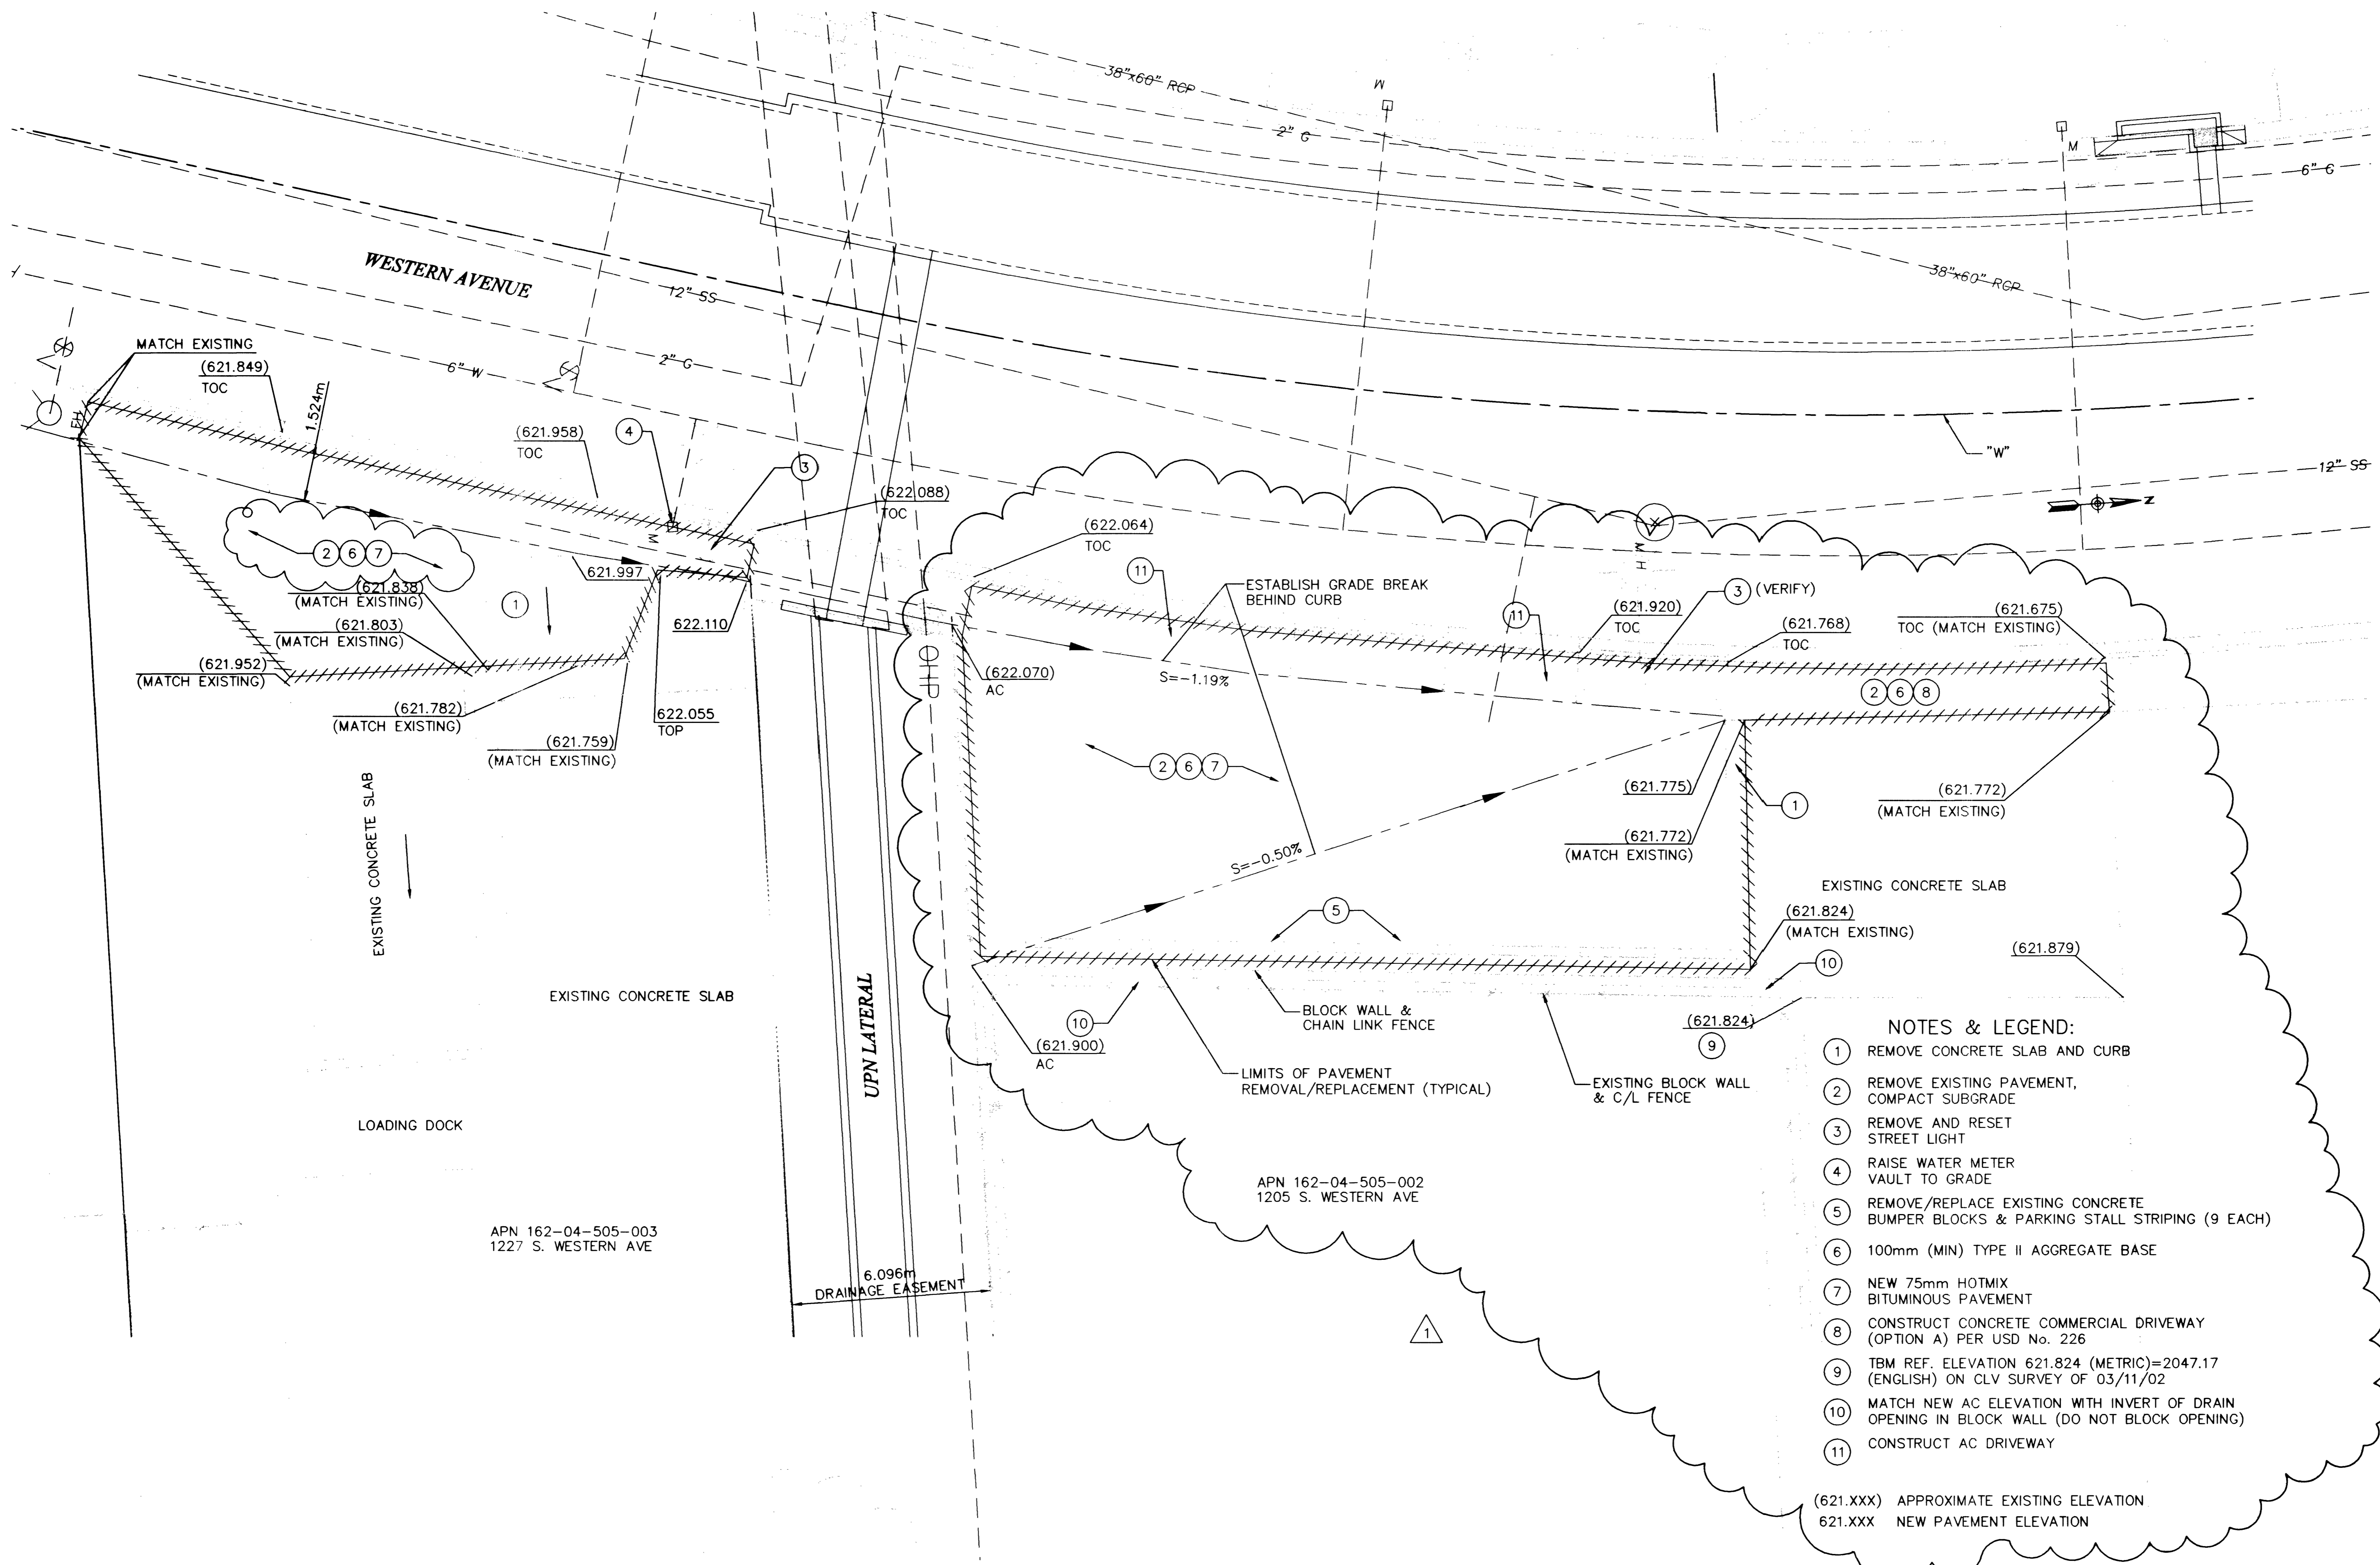 38"x60" RCP
W
2" G
M
6" G
WESTERN AVENUE
12" SS
38"x60" RCP
MATCH EXISTING
(621.849)
TOC
6" W
2" G
1.524m
FH
(621.958)
TOC
4
3
"W"
12" SS
(622.088)
TOC
(622.064)
TOC
N
2 6 7
621.997
(621.838)
(MATCH EXISTING)
1
11
ESTABLISH GRADE BREAK
BEHIND CURB
MH
3 (VERIFY)
(621.803)
(MATCH EXISTING)
622.110
11
(621.920)
TOC
(621.768)
TOC
(621.675)
TOC (MATCH EXISTING)
(621.952)
(MATCH EXISTING)
OHP
(622.070)
AC
S=-1.19%
2 6 8
(621.782)
(MATCH EXISTING)
622.055
TOP
(621.759)
(MATCH EXISTING)
2 6 7
(621.775)
1
(621.772)
(MATCH EXISTING)
(621.772)
(MATCH EXISTING)
S=-0.50%
EXISTING CONCRETE SLAB
EXISTING CONCRETE SLAB
5
(621.824)
(MATCH EXISTING)
(621.879)
10
EXISTING CONCRETE SLAB
UPN LATERAL
10
(621.900)
AC
BLOCK WALL &
CHAIN LINK FENCE
(621.824)
9
LIMITS OF PAVEMENT
REMOVAL/REPLACEMENT (TYPICAL)
EXISTING BLOCK WALL
& C/L FENCE
LOADING DOCK
APN 162-04-505-002
1205 S. WESTERN AVE
APN 162-04-505-003
1227 S. WESTERN AVE
6.096m
DRAINAGE EASEMENT
1
NOTES & LEGEND:
1 REMOVE CONCRETE SLAB AND CURB
2 REMOVE EXISTING PAVEMENT,
COMPACT SUBGRADE
3 REMOVE AND RESET
STREET LIGHT
4 RAISE WATER METER
VAULT TO GRADE
5 REMOVE/REPLACE EXISTING CONCRETE
BUMPER BLOCKS & PARKING STALL STRIPING (9 EACH)
6 100mm (MIN) TYPE II AGGREGATE BASE
7 NEW 75mm HOTMIX
BITUMINOUS PAVEMENT
8 CONSTRUCT CONCRETE COMMERCIAL DRIVEWAY
(OPTION A) PER USD No. 226
9 TBM REF. ELEVATION 621.824 (METRIC)=2047.17
(ENGLISH) ON CLV SURVEY OF 03/11/02
10 MATCH NEW AC ELEVATION WITH INVERT OF DRAIN
OPENING IN BLOCK WALL (DO NOT BLOCK OPENING)
11 CONSTRUCT AC DRIVEWAY
(621.XXX) APPROXIMATE EXISTING ELEVATION
621.XXX NEW PAVEMENT ELEVATION